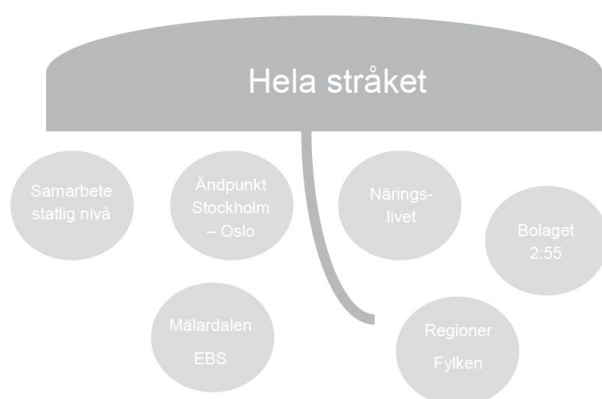 Hela stråket
Samarbete
statlig nivå
Ändpunkt
Stockholm
– Oslo
Närings-
livet
Bolaget
2:55
Mälardalen
EBS
Regioner
Fylken